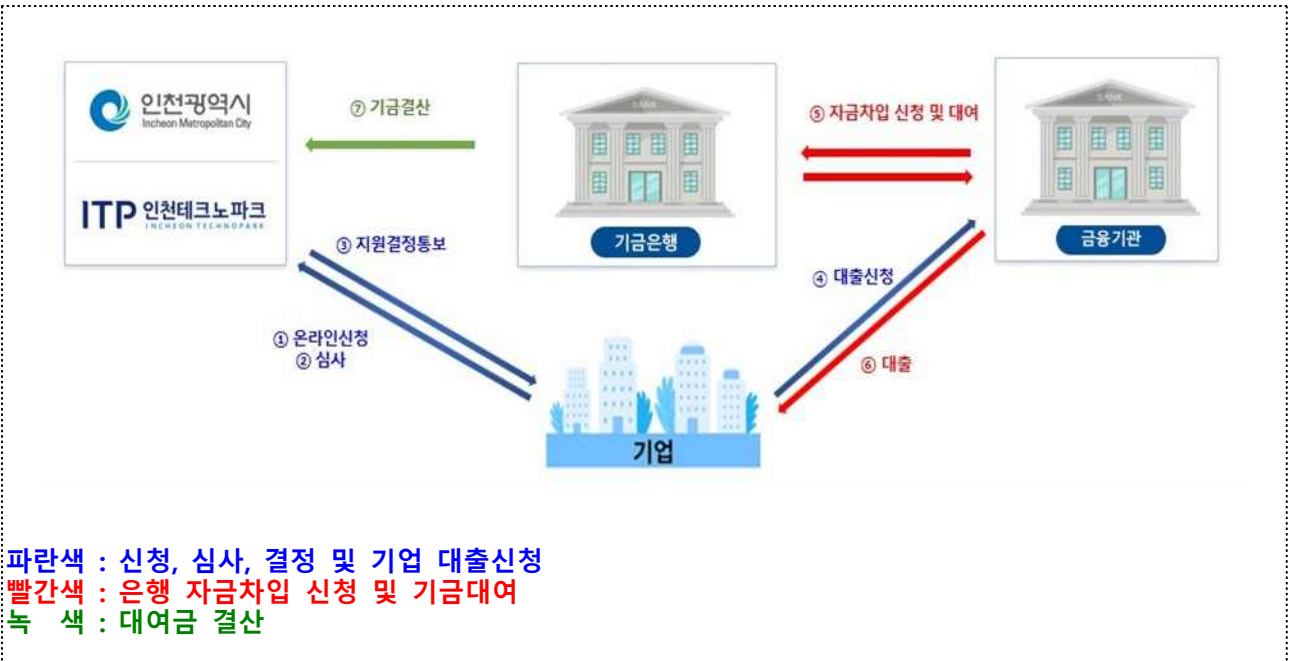 인천광역시
Incheon Metropolitan City
ITP 인천테크노파크
INCHEON TECHNOPARK
⑦ 기금결산
BANK
기금은행
⑤ 자금차입 신청 및 대여
BANK
금융기관
③ 지원결정통보
④ 대출신청
① 온라인신청
② 심사
⑥ 대출
기업
파란색 : 신청, 심사, 결정 및 기업 대출신청
빨간색 : 은행 자금차입 신청 및 기금대여
녹 색 : 대여금 결산